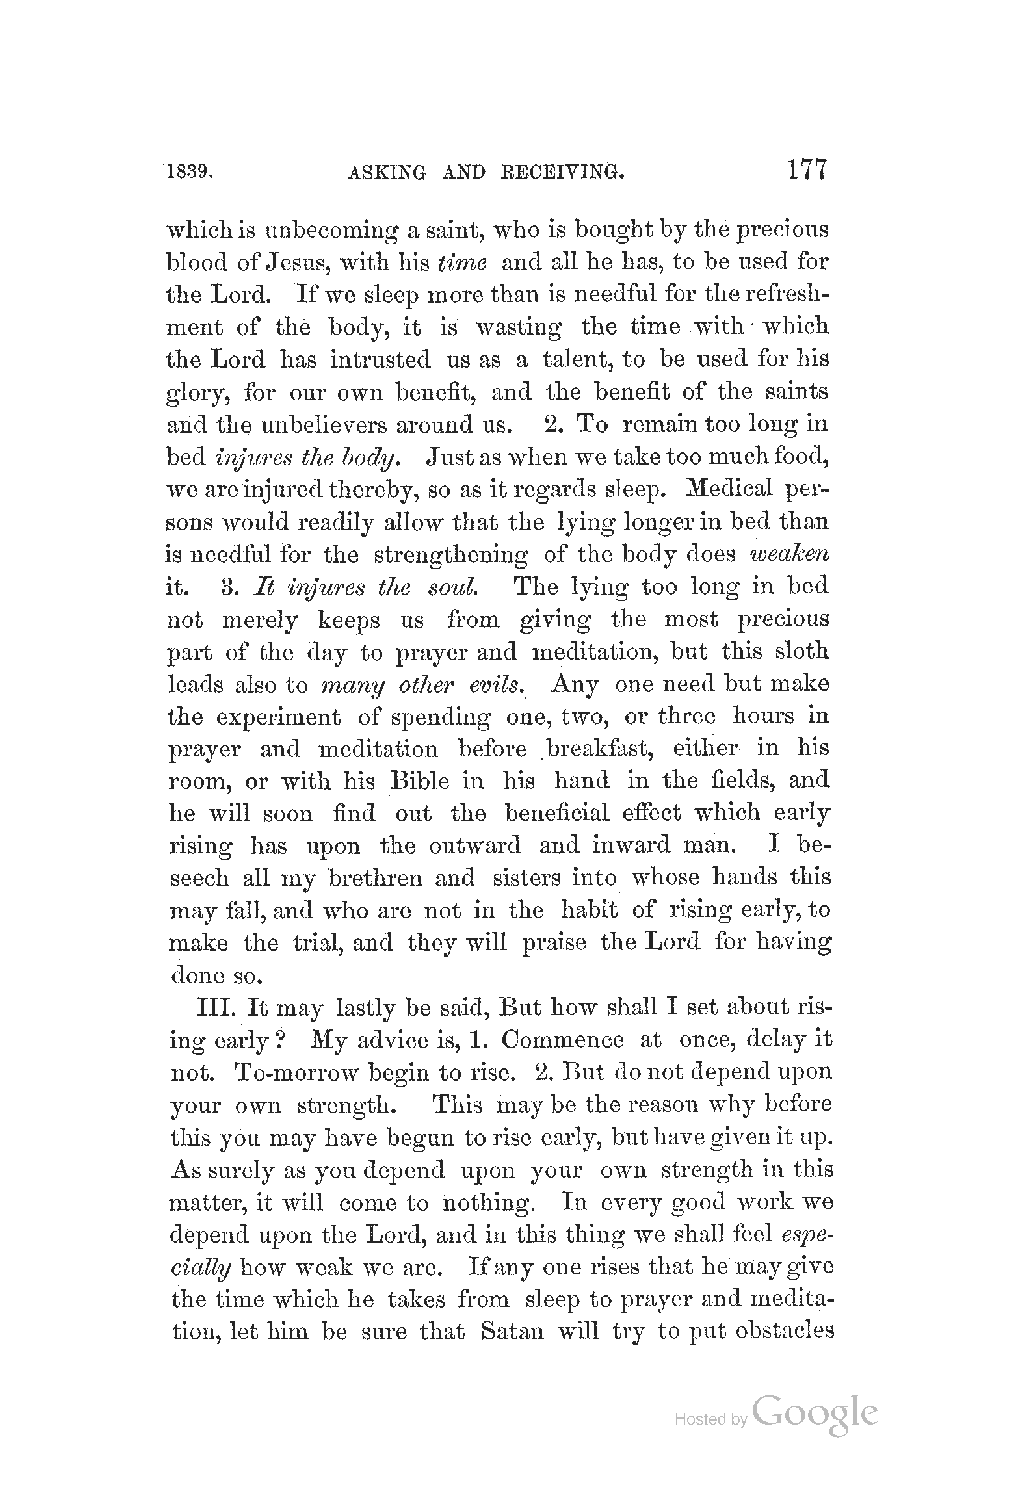 1839. ASKING AND RECEIVING. 177
which is unbecoming a saint, who is bought by the precious
blood of Jesus, with his time and all he has, to be used for
the Lord. If we sleep more than is needful for the refresh-
ment of the body, it is wasting the time with which
the Lord has intrusted us as a talent, to be used for his
glory, for our own benefit, and the benefit of the saints
and the unbelievers around us. 2. To remain too long in
bed injures the body. Just as when we take too much food,
we are injured thereby, so as it regards sleep. Medical per-
sons would readily allow that the lying longer in bed than
is needful for the strengthening of the body does weaken
it. 3. It injures the soul. The lying too long in bed
not merely keeps us from giving the most precious
part of the day to prayer and meditation, but this sloth
leads also to many other evils. Any one need but make
the experiment of spending one, two, or three hours in
prayer and meditation before breakfast, either in his
room, or with his Bible in his hand in the fields, and
he will soon find out the beneficial effect which early
rising has upon the outward and inward man. I be-
seech all my brethren and sisters into whose hands this
may fall, and who are not in the habit of rising early, to
make the trial, and they will praise the Lord for having
done so.
III. It may lastly be said, But how shall I set about ris-
ing early? My advice is, 1. Commence at once, delay it
not. To-morrow begin to rise. 2. But do not depend upon
your own strength. This may be the reason why before
this you may have begun to rise early, but have given it up.
As surely as you depend upon your own strength in this
matter, it will come to nothing. In every good work we
depend upon the Lord, and in this thing we shall feel espe-
cially how weak we are. If any one rises that he may give
the time which he takes from sleep to prayer and medita-
tion, let him be sure that Satan will try to put obstacles
Hosted by Google